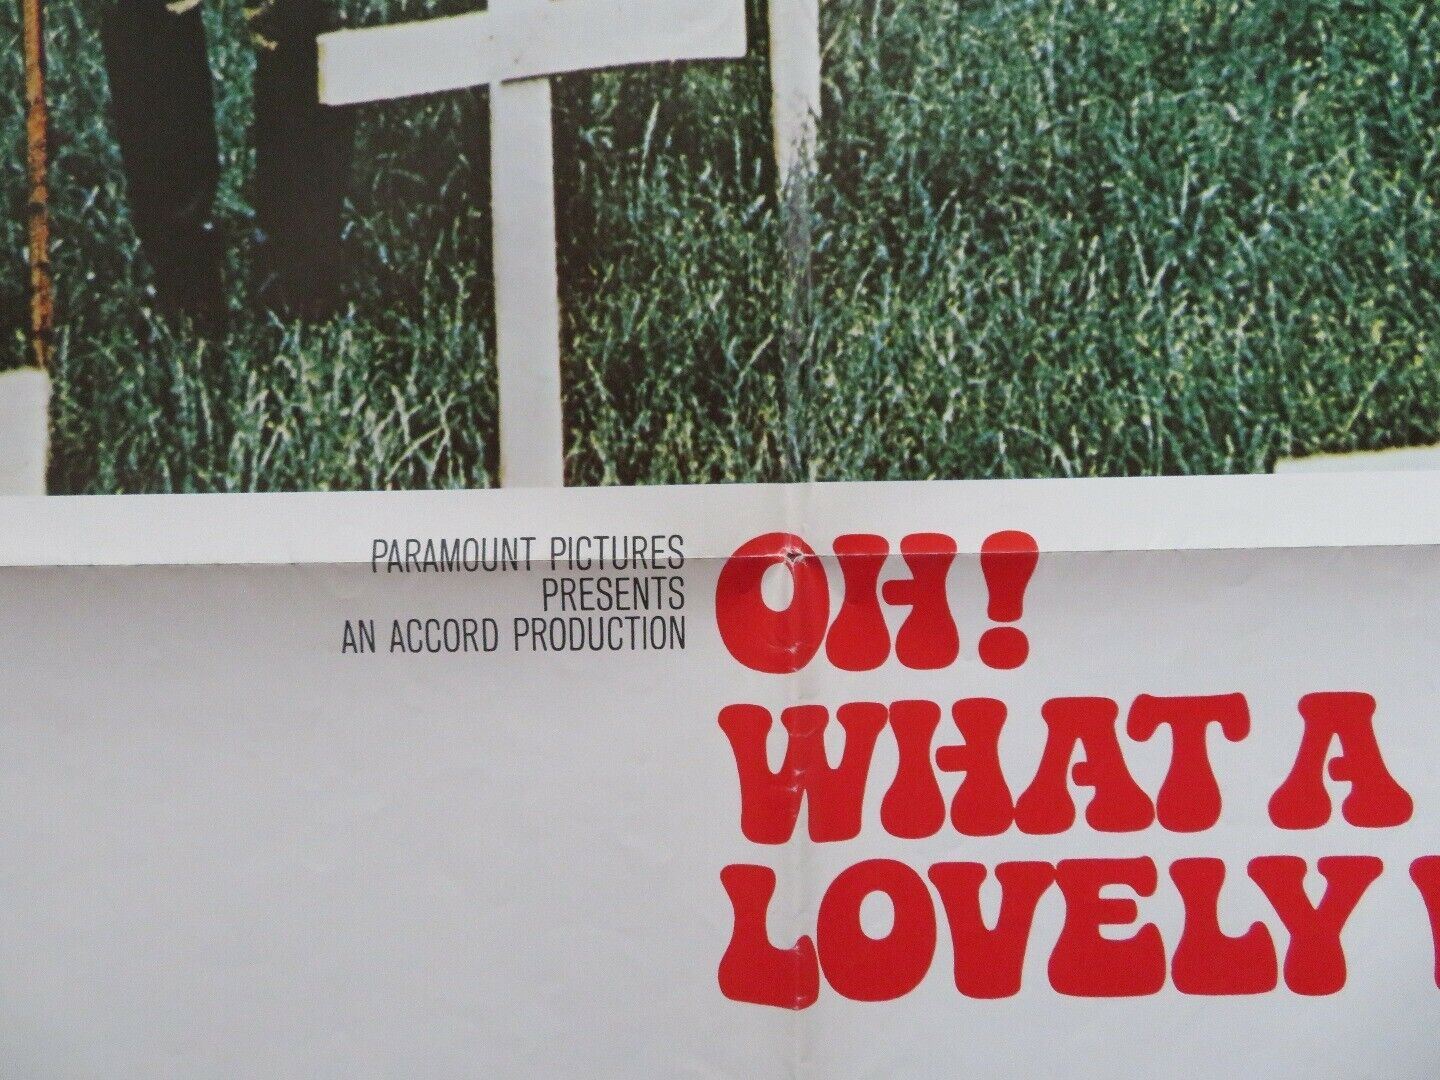 PARAMOUNT PICTURES
PRESENTS
AN ACCORD PRODUCTION
OH!
WHAT A
LOVELY